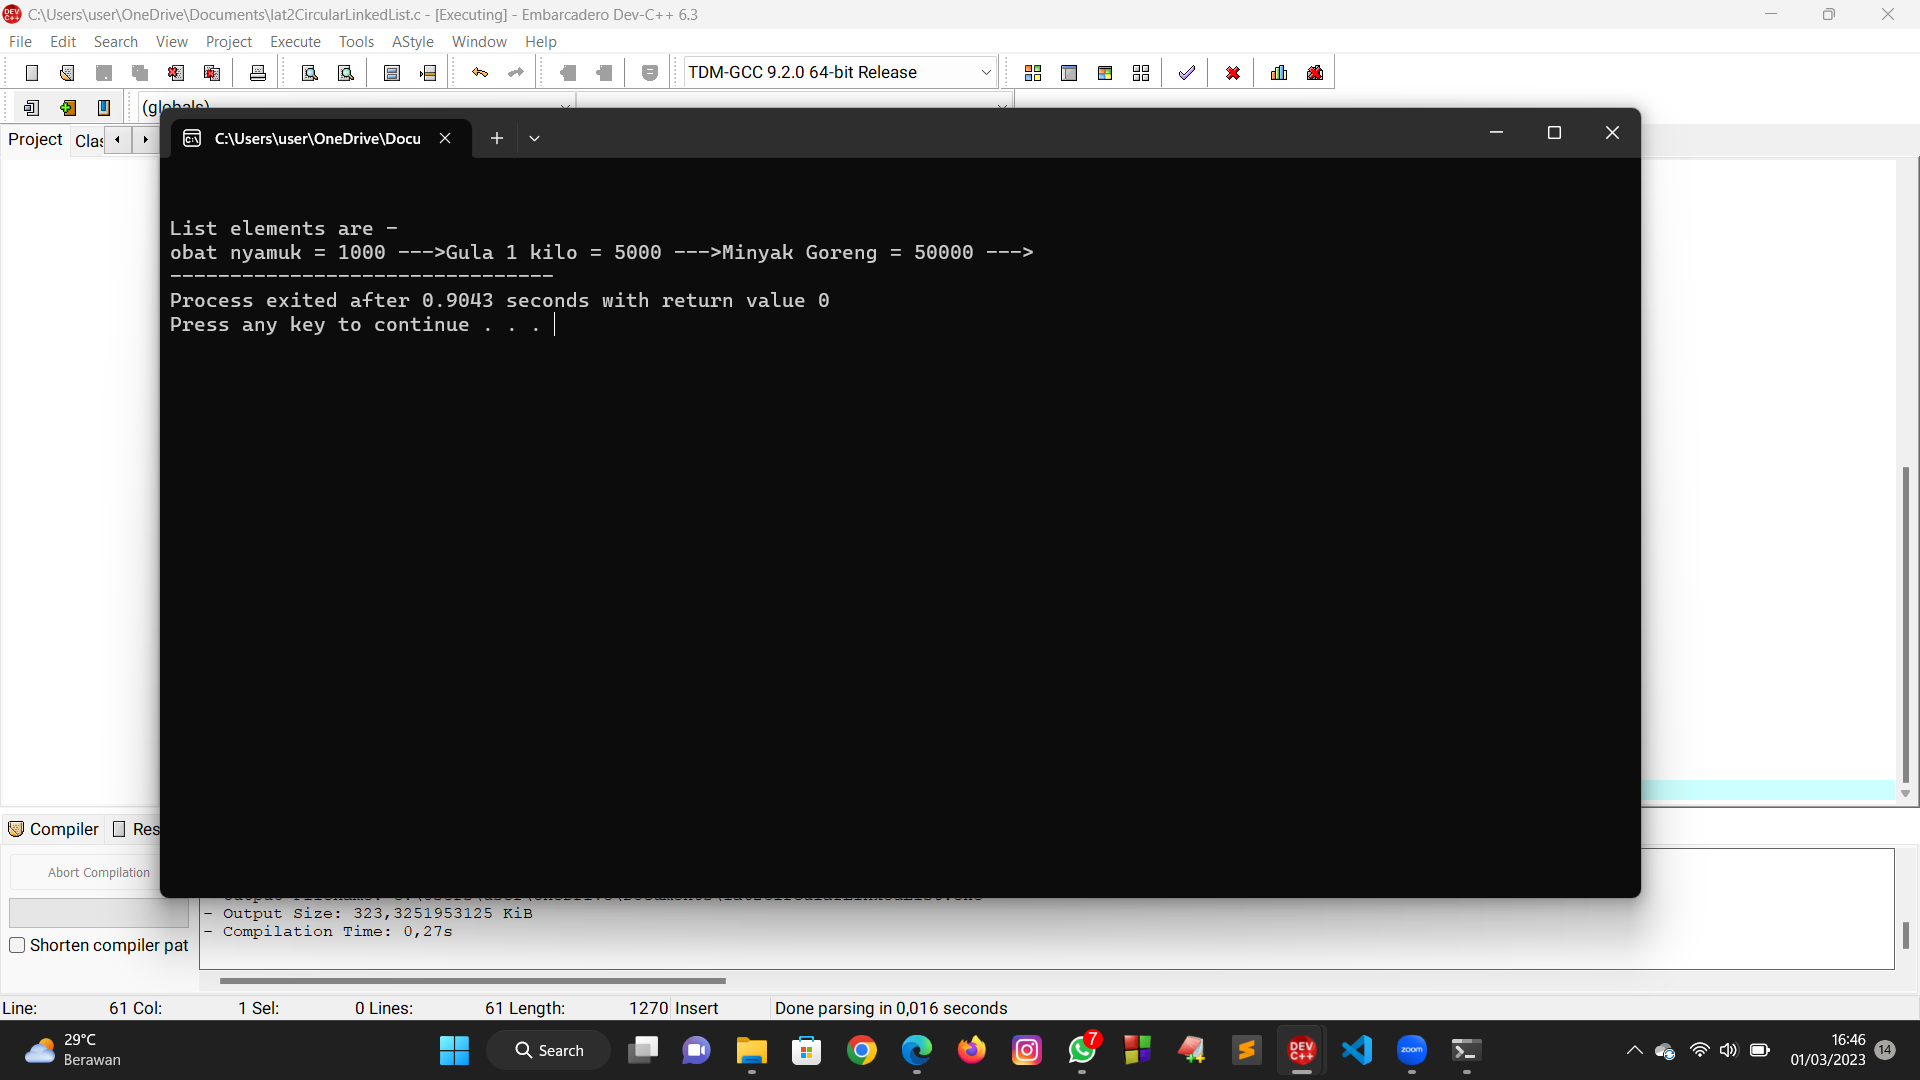 C:\Users\user\OneDrive\Documents\lat2CircularLinkedList.c - [Executing] - Embarcadero Dev-C++ 6.3
File Edit Search View Project Execute Tools AStyle Window Help
TDM-GCC 9.2.0 64-bit Release
(globals)
Project Clas
C:\Users\user\OneDrive\Docu
List elements are -
obat nyamuk = 1000 --->Gula 1 kilo = 5000 --->Minyak Goreng = 50000 --->
--------------------------------
Process exited after 0.9043 seconds with return value 0
Press any key to continue . . .
Compiler Res
Abort Compilation
- Output Size: 323,3251953125 KiB
- Compilation Time: 0,27s
Shorten compiler pat
Line: 61 Col: 1 Sel: 0 Lines: 61 Length: 1270 Insert Done parsing in 0,016 seconds
29°C
Berawan
Search
DEV C++
zoom
7
16:46
01/03/2023
14